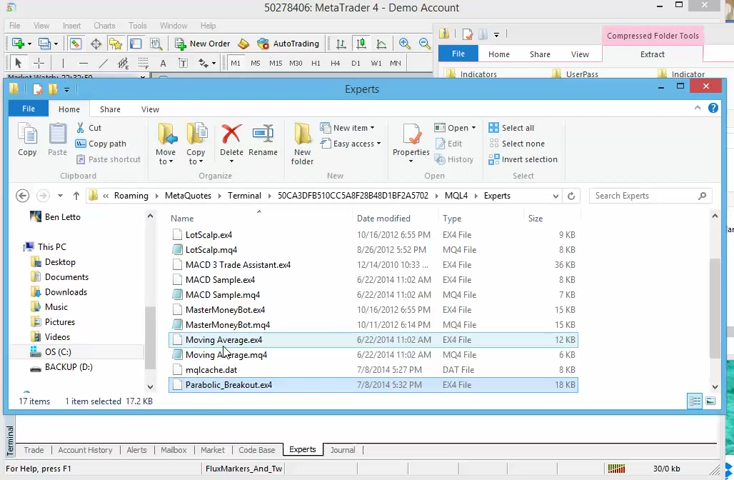 50278406: MetaTrader 4 - Demo Account
File View Insert Charts Tools Window Help
New Order AutoTrading
M1 M5 M15 M30 H1 H4 D1 W1
Compressed Folder Tools
File Home Share View Extract
Indicators UserPass Indicator
Experts
File Home Share View
Copy Paste Cut Copy path Paste shortcut
Clipboard
Move to Copy to Delete Rename
Organize
New folder New item Easy access
New
Properties Open Edit History
Open
Select all Select none Invert selection
Select
« Roaming MetaQuotes Terminal 50CA3DFB510CC5A8F28B48D1BF2A5702 MQL4 Experts
Search Experts
Name Date modified Type Size
Ben Letto
This PC
Desktop
Documents
Downloads
Music
Pictures
Videos
OS (C:)
BACKUP (D:)
LotScalp.ex4 10/16/2012 6:55 PM EX4 File 9 KB
LotScalp.mq4 8/26/2012 5:52 PM MQ4 File 8 KB
MACD 3 Trade Assistant.ex4 12/14/2010 10:33 ... EX4 File 36 KB
MACD Sample.ex4 6/22/2014 11:02 AM EX4 File 8 KB
MACD Sample.mq4 6/22/2014 11:02 AM MQ4 File 7 KB
MasterMoneyBot.ex4 10/16/2012 6:55 PM EX4 File 15 KB
MasterMoneyBot.mq4 10/11/2012 6:14 PM MQ4 File 15 KB
Moving Average.ex4 6/22/2014 11:02 AM EX4 File 12 KB
Moving Average.mq4 6/22/2014 11:02 AM MQ4 File 6 KB
mqlcache.dat 7/8/2014 5:27 PM DAT File 2 KB
Parabolic_Breakout.ex4 7/8/2014 5:32 PM EX4 File 18 KB
17 items 1 item selected 17.2 KB
Terminal
Trade Account History Alerts Mailbox Market Code Base Experts Journal
For Help, press F1 FluxMarkers_And_Tw 30/0 kb